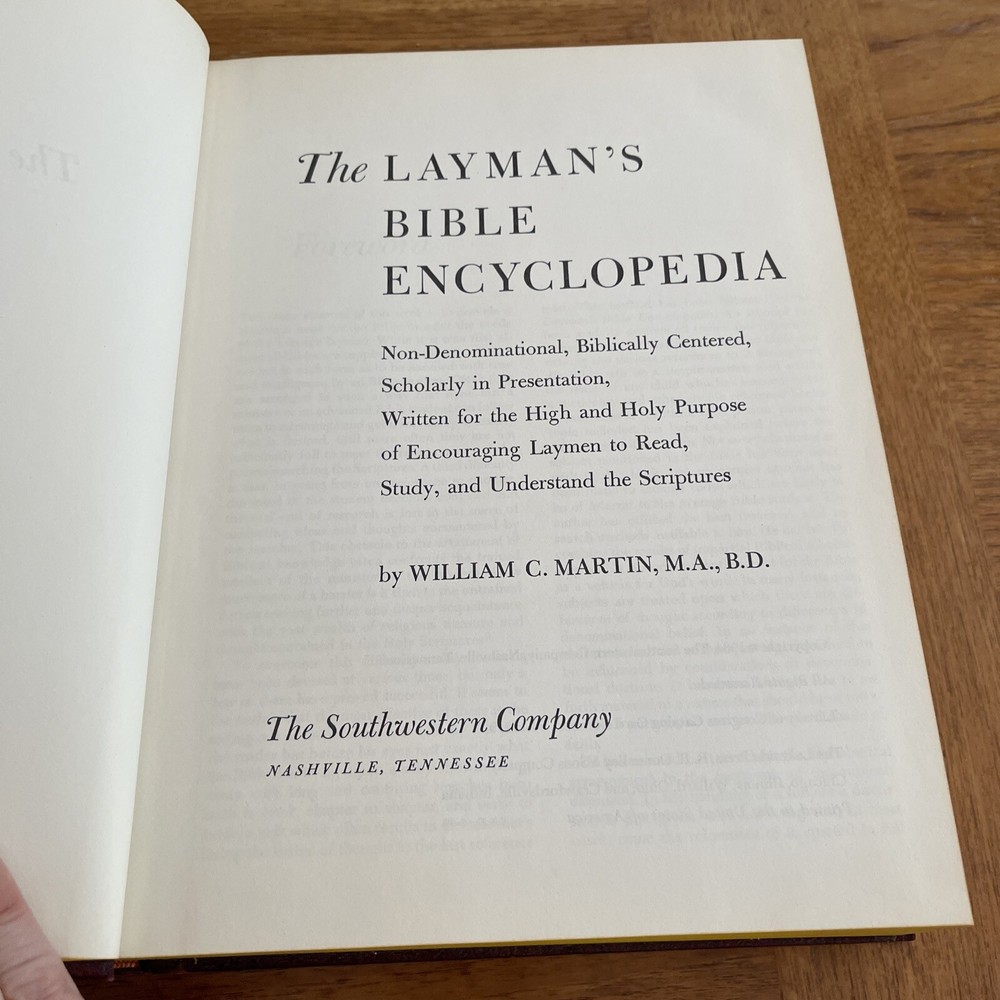 The LAYMAN'S
BIBLE
ENCYCLOPEDIA
Non-Denominational, Biblically Centered,
Scholarly in Presentation,
Written for the High and Holy Purpose
of Encouraging Laymen to Read,
Study, and Understand the Scriptures
by WILLIAM C. MARTIN, M.A., B.D.
The Southwestern Company
NASHVILLE, TENNESSEE